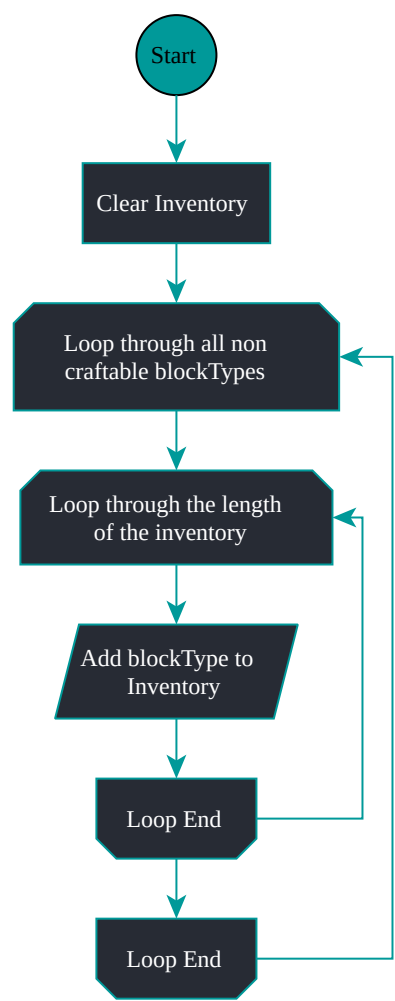 Start
Clear Inventory
Loop through all non
craftable blockTypes
Loop through the length
of the inventory
Add blockType to
Inventory
Loop End
Loop End